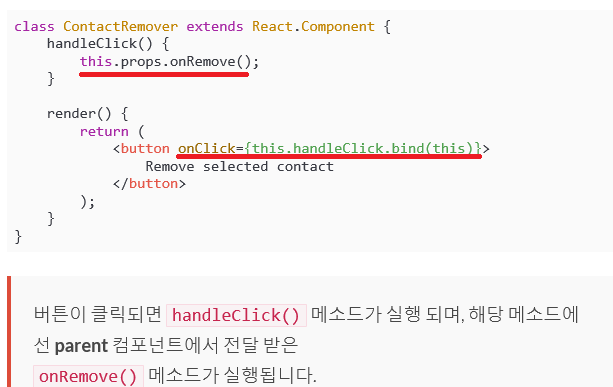 class ContactRemover extends React.Component {
    handleClick() {
        this.props.onRemove();
    }
    render() {
        return (
            <button onClick={this.handleClick.bind(this)}>
                Remove selected contact
            </button>
        );
    }
}
버튼이 클릭되면 handleClick() 메소드가 실행 되며, 해당 메소드에
선 parent 컴포넌트에서 전달 받은
onRemove() 메소드가 실행됩니다.